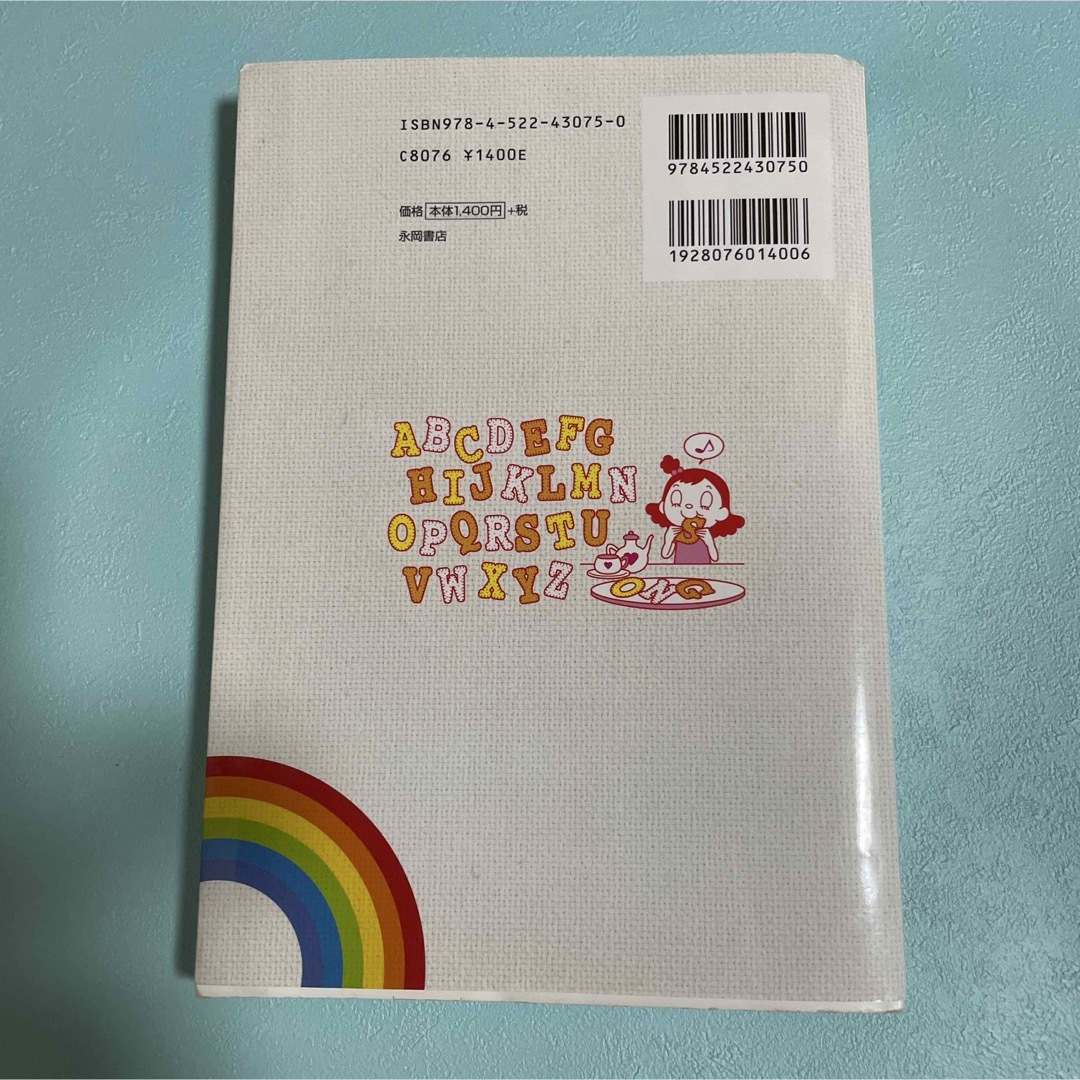 ISBN978-4-522-43075-0
C8076 ¥1400E
価格 本体1,400円 +税
永岡書店
9784522430750
1928076014006
ABCDEFG
HIJKLMN
OPQRSTU
VWXYZ
S
ONQ